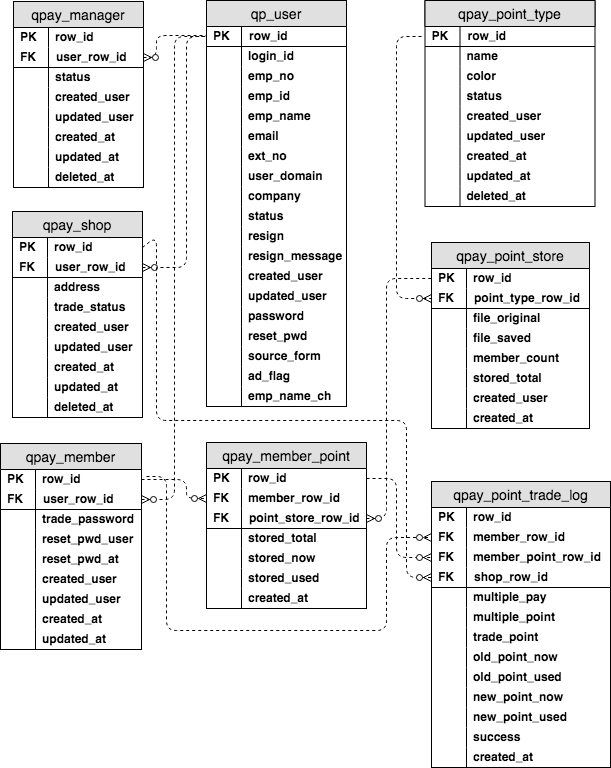 qpay_manager
PK row_id
FK user_row_id
status
created_user
updated_user
created_at
updated_at
deleted_at
qp_user
PK row_id
login_id
emp_no
emp_id
emp_name
email
ext_no
user_domain
company
status
resign
resign_message
created_user
updated_user
password
reset_pwd
source_form
ad_flag
emp_name_ch
qpay_point_type
PK row_id
name
color
status
created_user
updated_user
created_at
updated_at
deleted_at
qpay_shop
PK row_id
FK user_row_id
address
trade_status
created_user
updated_user
created_at
updated_at
deleted_at
qpay_point_store
PK row_id
FK point_type_row_id
file_original
file_saved
member_count
stored_total
created_user
created_at
qpay_member
PK row_id
FK user_row_id
trade_password
reset_pwd_user
reset_pwd_at
created_user
updated_user
created_at
updated_at
qpay_member_point
PK row_id
FK member_row_id
FK point_store_row_id
stored_total
stored_now
stored_used
created_at
qpay_point_trade_log
PK row_id
FK member_row_id
FK member_point_row_id
FK shop_row_id
multiple_pay
multiple_point
trade_point
old_point_now
old_point_used
new_point_now
new_point_used
success
created_at